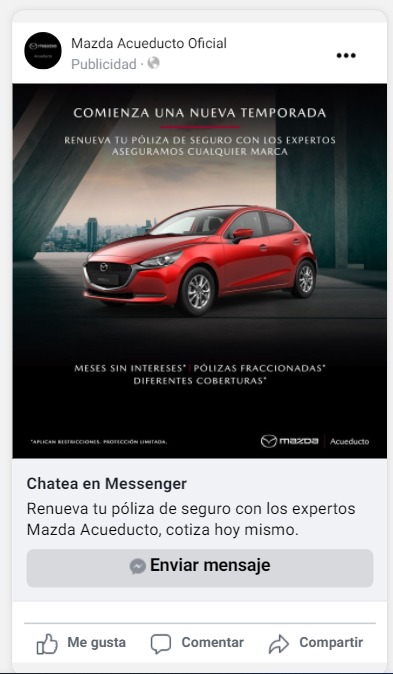 Mazda Acueducto Oficial
Publicidad ·
COMIENZA UNA NUEVA TEMPORADA
RENUEVA TU PÓLIZA DE SEGURO CON LOS EXPERTOS
ASEGURAMOS CUALQUIER MARCA
MESES SIN INTERESES* | PÓLIZAS FRACCIONADAS*
DIFERENTES COBERTURAS*
*APLICAN RESTRICCIONES. PROTECCIÓN LIMITADA.
mazda | Acueducto
Chatea en Messenger
Renueva tu póliza de seguro con los expertos
Mazda Acueducto, cotiza hoy mismo.
Enviar mensaje
Me gusta
Comentar
Compartir